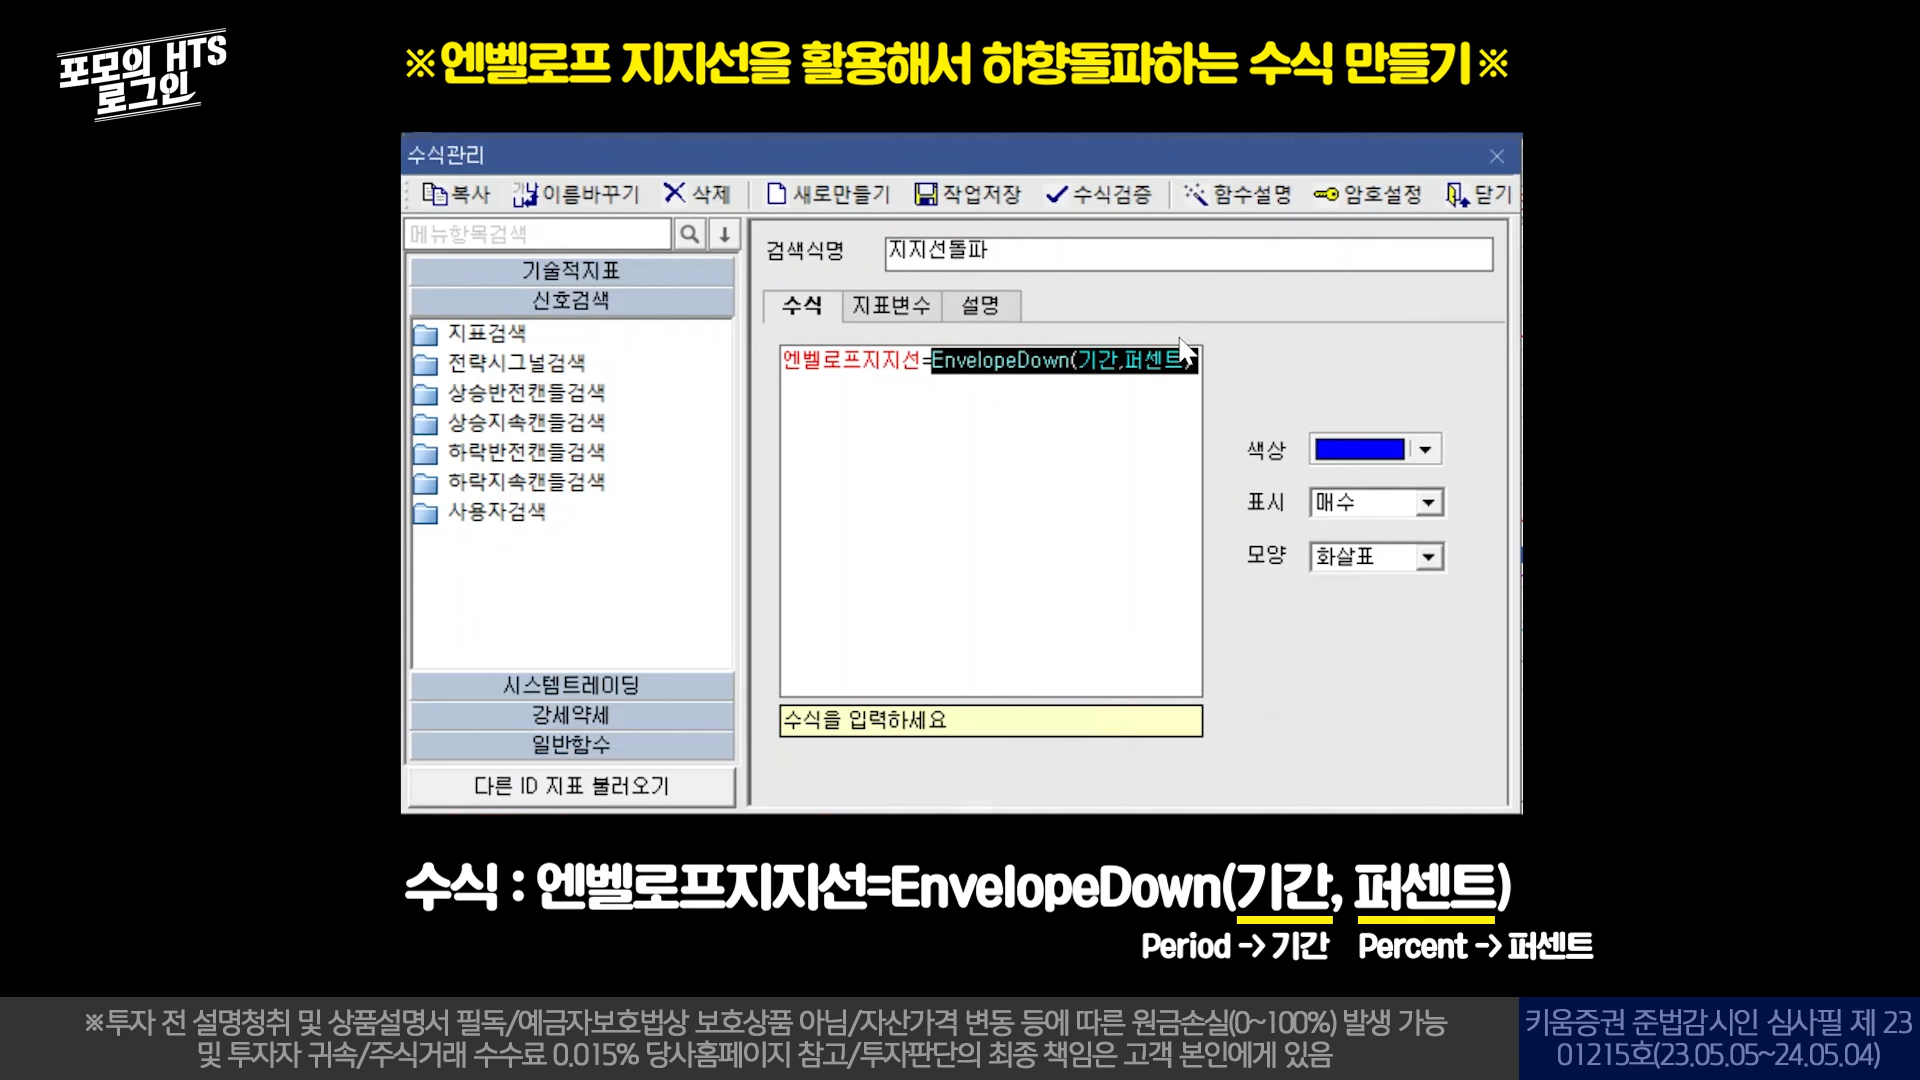 포모의 HTS
로그인
※엔벨로프 지지선을 활용해서 하향돌파하는 수식 만들기※
수식관리
복사 이름바꾸기 삭제 새로만들기 작업저장 수식검증 함수설명 암호설정 닫기
메뉴항목검색
기술적지표
신호검색
지표검색
전략시그널검색
상승반전캔들검색
상승지속캔들검색
하락반전캔들검색
하락지속캔들검색
사용자검색
시스템트레이딩
강세약세
일반함수
다른 ID 지표 불러오기
검색식명 지지선돌파
수식 지표변수 설명
엔벨로프지지선=EnvelopeDown(기간,퍼센트)
수식을 입력하세요
색상
표시 매수
모양 화살표
수식 : 엔벨로프지지선=EnvelopeDown(기간, 퍼센트)
Period -> 기간 Percent -> 퍼센트
※투자 전 설명청취 및 상품설명서 필독/예금자보호법상 보호상품 아님/자산가격 변동 등에 따른 원금손실(0~100%) 발생 가능
및 투자자 귀속/주식거래 수수료 0.015% 당사홈페이지 참고/투자판단의 최종 책임은 고객 본인에게 있음
키움증권 준법감시인 심사필 제 23
01215호(23.05.05~24.05.04)